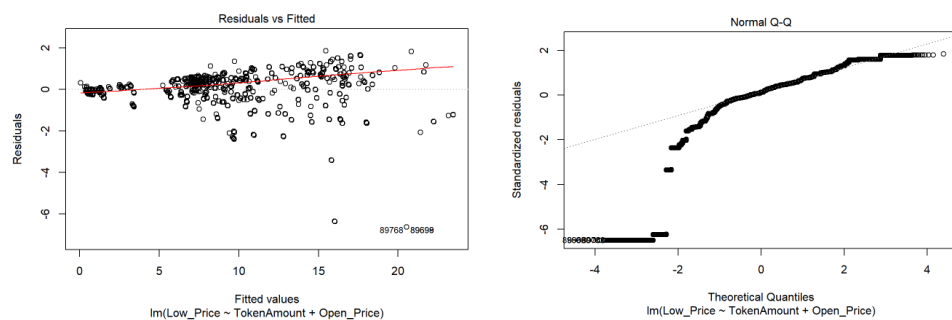 Residuals vs Fitted
Residuals
2
0
-2
-4
-6
89768
0
5
10
15
20
Fitted values
lm(Low_Price ~ TokenAmount + Open_Price)
Normal Q-Q
Standardized residuals
2
0
-2
-4
-6
-4
-2
0
2
4
Theoretical Quantiles
lm(Low_Price ~ TokenAmount + Open_Price)